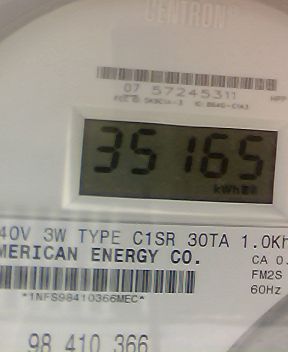 CENTRON®
07 57245311
35165
kWh
40V 3W TYPE C1SR 30TA 1.0Kh
MERICAN ENERGY CO.
CA 0.
FM2S
60Hz
*1NFS98410366MEC*
98 410 366